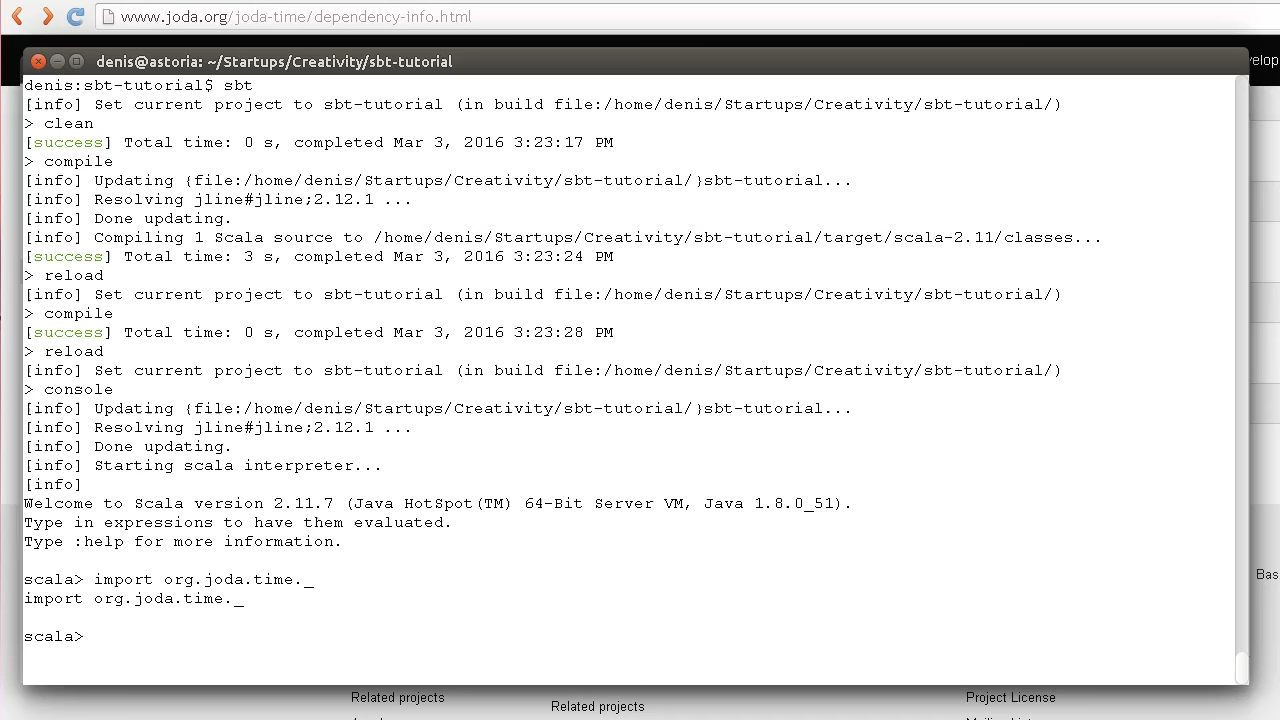 www.joda.org/joda-time/dependency-info.html
denis@astoria: ~/Startups/Creativity/sbt-tutorial
denis:sbt-tutorial$ sbt
[info] Set current project to sbt-tutorial (in build file:/home/denis/Startups/Creativity/sbt-tutorial/)
> clean
[success] Total time: 0 s, completed Mar 3, 2016 3:23:17 PM
> compile
[info] Updating {file:/home/denis/Startups/Creativity/sbt-tutorial/}sbt-tutorial...
[info] Resolving jline#jline;2.12.1 ...
[info] Done updating.
[info] Compiling 1 Scala source to /home/denis/Startups/Creativity/sbt-tutorial/target/scala-2.11/classes...
[success] Total time: 3 s, completed Mar 3, 2016 3:23:24 PM
> reload
[info] Set current project to sbt-tutorial (in build file:/home/denis/Startups/Creativity/sbt-tutorial/)
> compile
[success] Total time: 0 s, completed Mar 3, 2016 3:23:28 PM
> reload
[info] Set current project to sbt-tutorial (in build file:/home/denis/Startups/Creativity/sbt-tutorial/)
> console
[info] Updating {file:/home/denis/Startups/Creativity/sbt-tutorial/}sbt-tutorial...
[info] Resolving jline#jline;2.12.1 ...
[info] Done updating.
[info] Starting scala interpreter...
[info]
Welcome to Scala version 2.11.7 (Java HotSpot(TM) 64-Bit Server VM, Java 1.8.0_51).
Type in expressions to have them evaluated.
Type :help for more information.
scala> import org.joda.time._
import org.joda.time._
scala>
velop
Bas
Related projects
Related projects
Project License